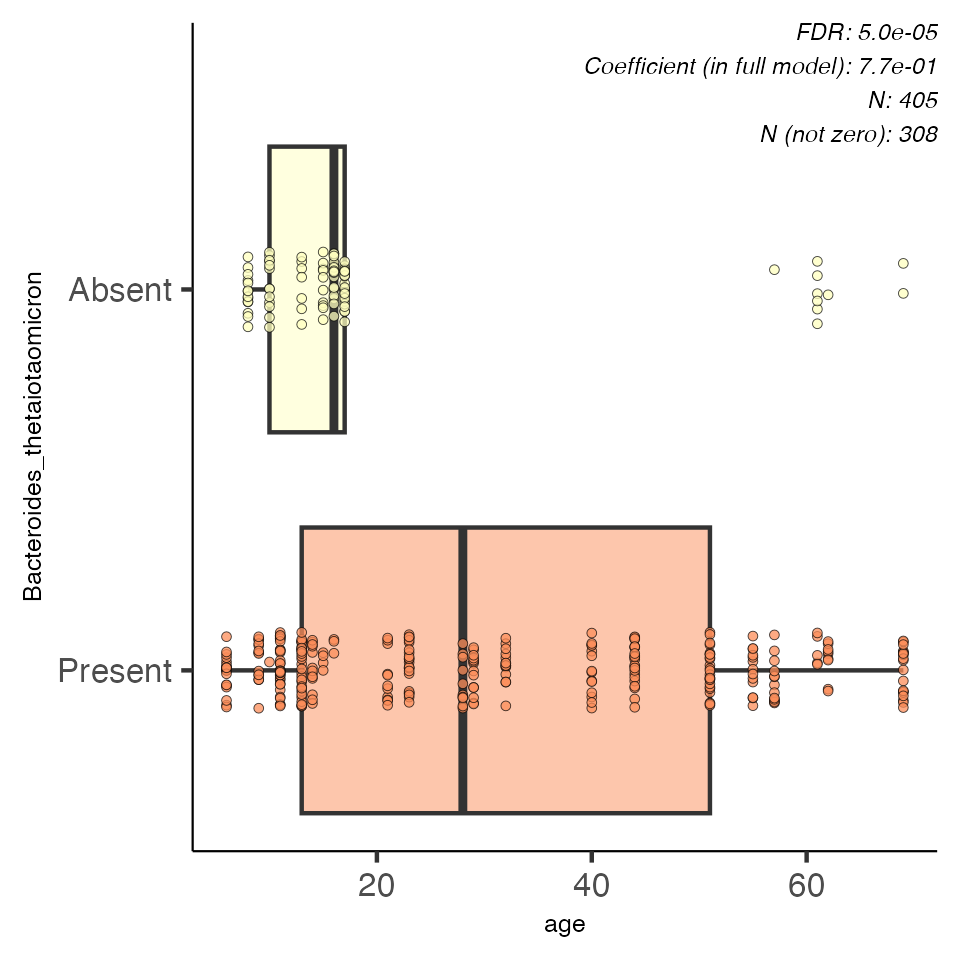 FDR: 5.0e-05
Coefficient (in full model): 7.7e-01
N: 405
N (not zero): 308
Bacteroides_thetaiotaomicron
Absent
Present
20 40 60
age